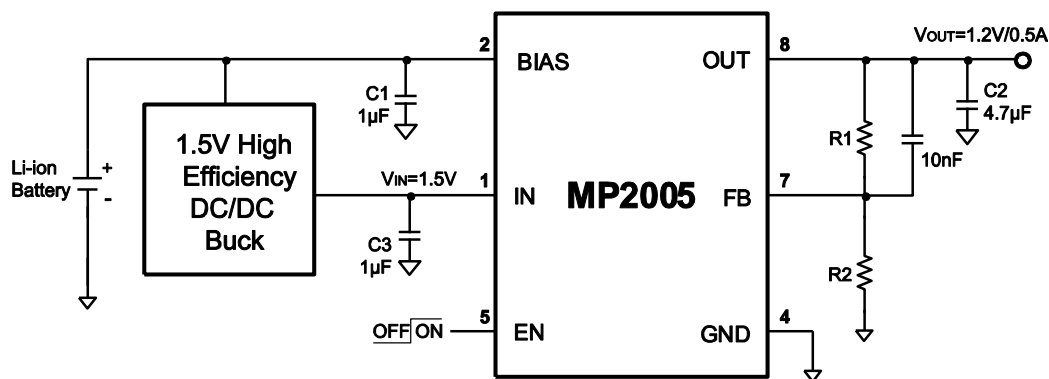 Li-ion
Battery
+
-
1.5V High
Efficiency
DC/DC
Buck
C1
1µF
VIN=1.5V
C3
1µF
OFF ON
2
1
5
BIAS
IN
EN
MP2005
OUT
FB
GND
8
7
4
R1
R2
10nF
C2
4.7µF
VOUT=1.2V/0.5A